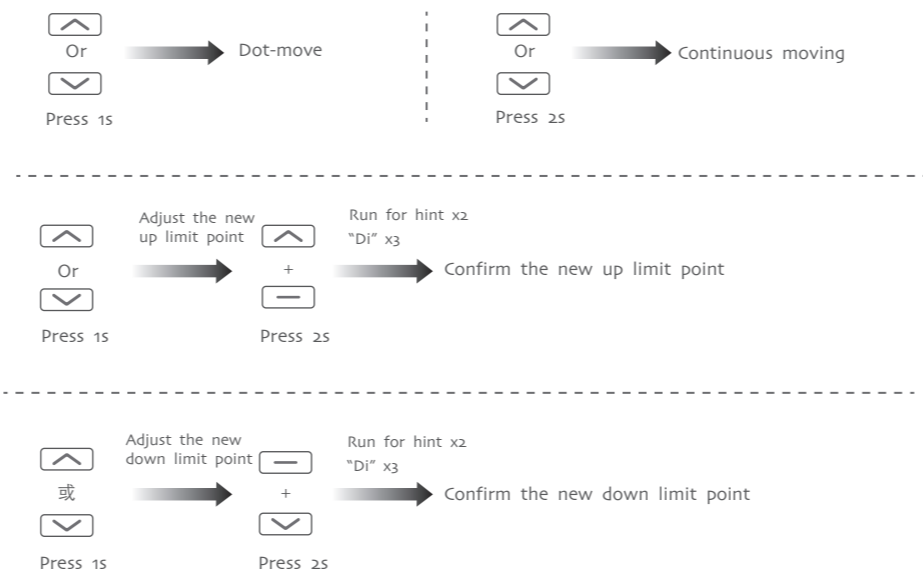 Or
Dot-move
Press 1s
Or
Continuous moving
Press 2s
Adjust the new
up limit point
Run for hint x2
"Di" x3
Or
+
Confirm the new up limit point
Press 1s
Press 2s
Adjust the new
down limit point
Run for hint x2
"Di" x3
或
+
Confirm the new down limit point
Press 1s
Press 2s